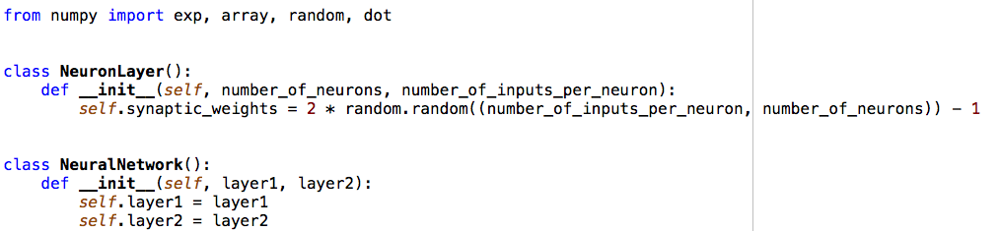 from numpy import exp, array, random, dot
class NeuronLayer():
    def __init__(self, number_of_neurons, number_of_inputs_per_neuron):
        self.synaptic_weights = 2 * random.random((number_of_inputs_per_neuron, number_of_neurons)) - 1
class NeuralNetwork():
    def __init__(self, layer1, layer2):
        self.layer1 = layer1
        self.layer2 = layer2